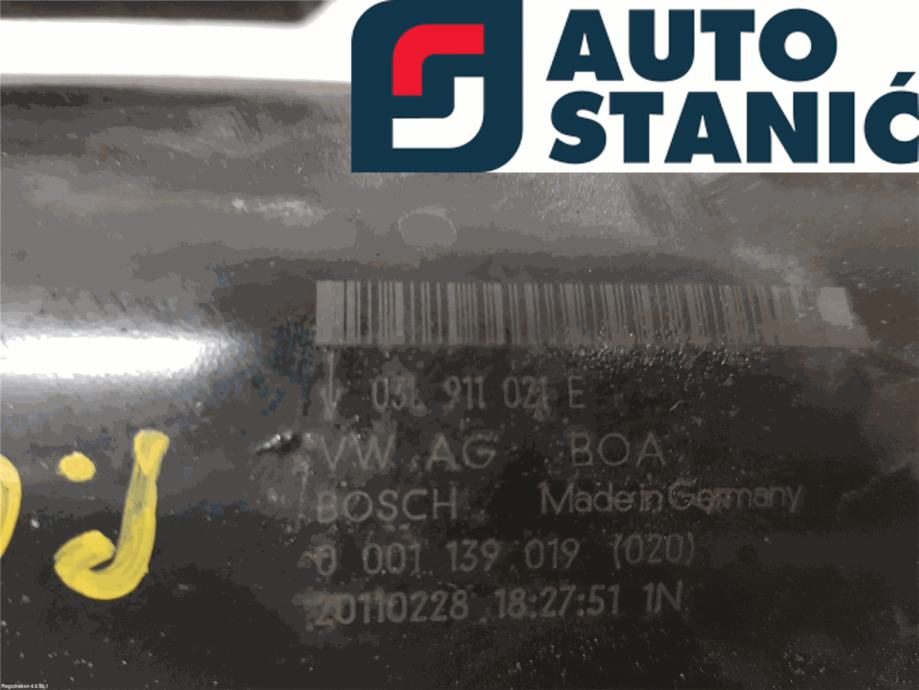 AUTO
STANIĆ
V 03L 911 021 E
VW AG BOA
BOSCH Made in Germany
0 001 139 019 (020)
20110228 18:27:51 1N